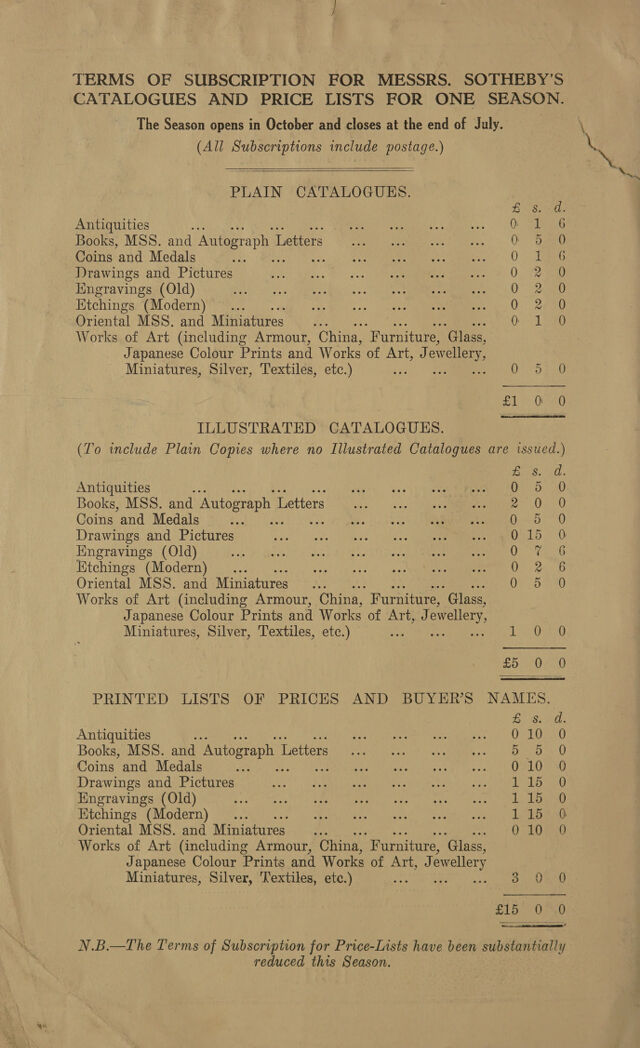 TERMS OF SUBSCRIPTION FOR MESSRS. SOTHEBY'S
CATALOGUES AND PRICE LISTS FOR ONE SEASON.
The Season opens in October and closes at the end of July.
(All Subscriptions include postage.)
PLAIN CATALOGUES.
£ s. d.
Antiquities ... ... ... ... ... ... ... ... 0 1 6
Books, MSS. and Autograph Letters ... ... ... ... 0 5 0
Coins and Medals ... ... ... ... ... ... ... 0 1 6
Drawings and Pictures ... ... ... ... ... ... 0 2 0
Engravings (Old) ... ... ... ... ... ... ... 0 2 0
Etchings (Modern) ... ... ... ... ... ... ... 0 2 0
Oriental MSS. and Miniatures ... ... ... ... ... 0 1 0
Works of Art (including Armour, China, Furniture, Glass,
Japanese Colour Prints and Works of Art, Jewellery,
Miniatures, Silver, Textiles, etc.) ... ... ... 0 5 0
£1 0 0
ILLUSTRATED CATALOGUES.
(To include Plain Copies where no Illustrated Catalogues are issued.)
£ s. d.
Antiquities ... ... ... ... ... ... ... ... 0 5 0
Books, MSS. and Autograph Letters ... ... ... ... 2 0 0
Coins and Medals ... ... ... ... ... ... ... 0 5 0
Drawings and Pictures ... ... ... ... ... ... 0 15 0
Engravings (Old) ... ... ... ... ... ... ... 0 7 6
Etchings (Modern) ... ... ... ... ... ... ... 0 2 6
Oriental MSS. and Miniatures ... ... ... ... ... 0 5 0
Works of Art (including Armour, China, Furniture, Glass,
Japanese Colour Prints and Works of Art, Jewellery,
Miniatures, Silver, Textiles, etc.) ... ... ... 1 0 0
£5 0 0
PRINTED LISTS OF PRICES AND BUYER'S NAMES.
£ s. d.
Antiquities ... ... ... ... ... ... ... ... 0 10 0
Books, MSS. and Autograph Letters ... ... ... ... 5 5 0
Coins and Medals ... ... ... ... ... ... ... 0 10 0
Drawings and Pictures ... ... ... ... ... ... 1 15 0
Engravings (Old) ... ... ... ... ... ... ... 1 15 0
Etchings (Modern) ... ... ... ... ... ... ... 1 15 0
Oriental MSS. and Miniatures ... ... ... ... ... 0 10 0
Works of Art (including Armour, China, Furniture, Glass,
Japanese Colour Prints and Works of Art, Jewellery
Miniatures, Silver, Textiles, etc.) ... ... ... 3 0 0
£15 0 0
N.B.—The Terms of Subscription for Price-Lists have been substantially
reduced this Season.